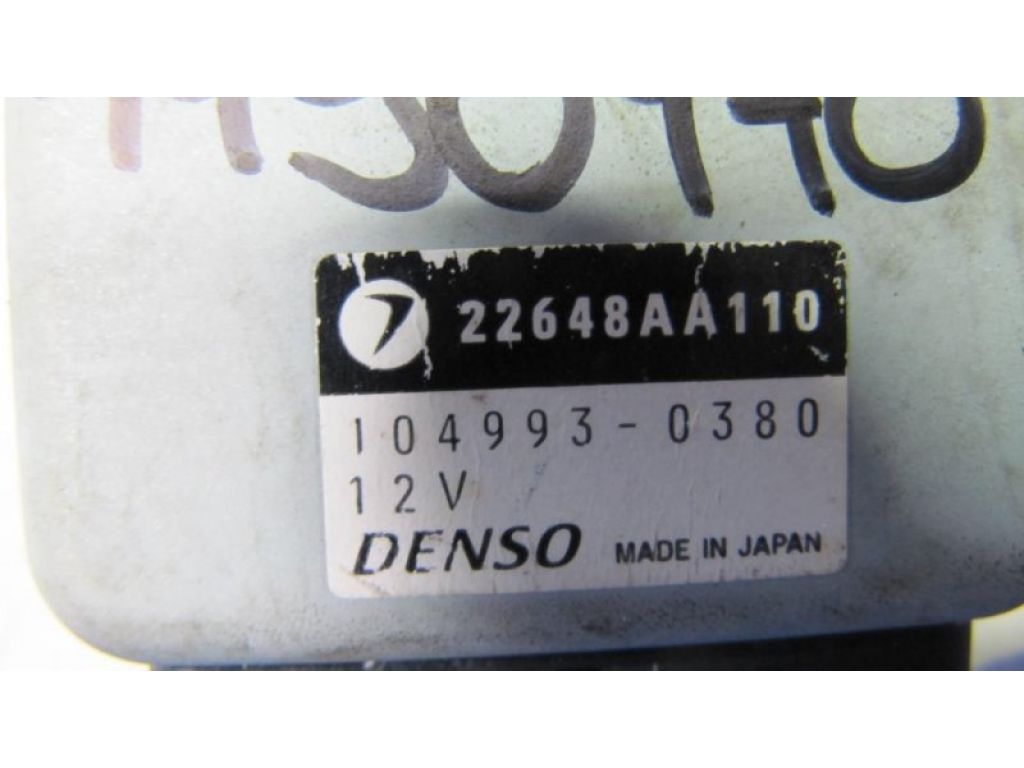 22648AA110
104993-0380
12V
DENSO MADE IN JAPAN